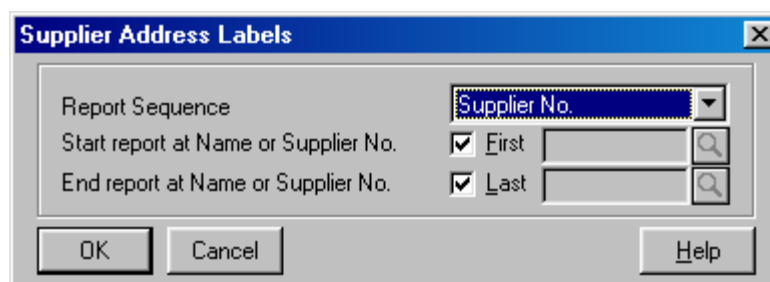 Supplier Address Labels
Report Sequence Supplier No.
Start report at Name or Supplier No. First
End report at Name or Supplier No. Last
OK Cancel Help